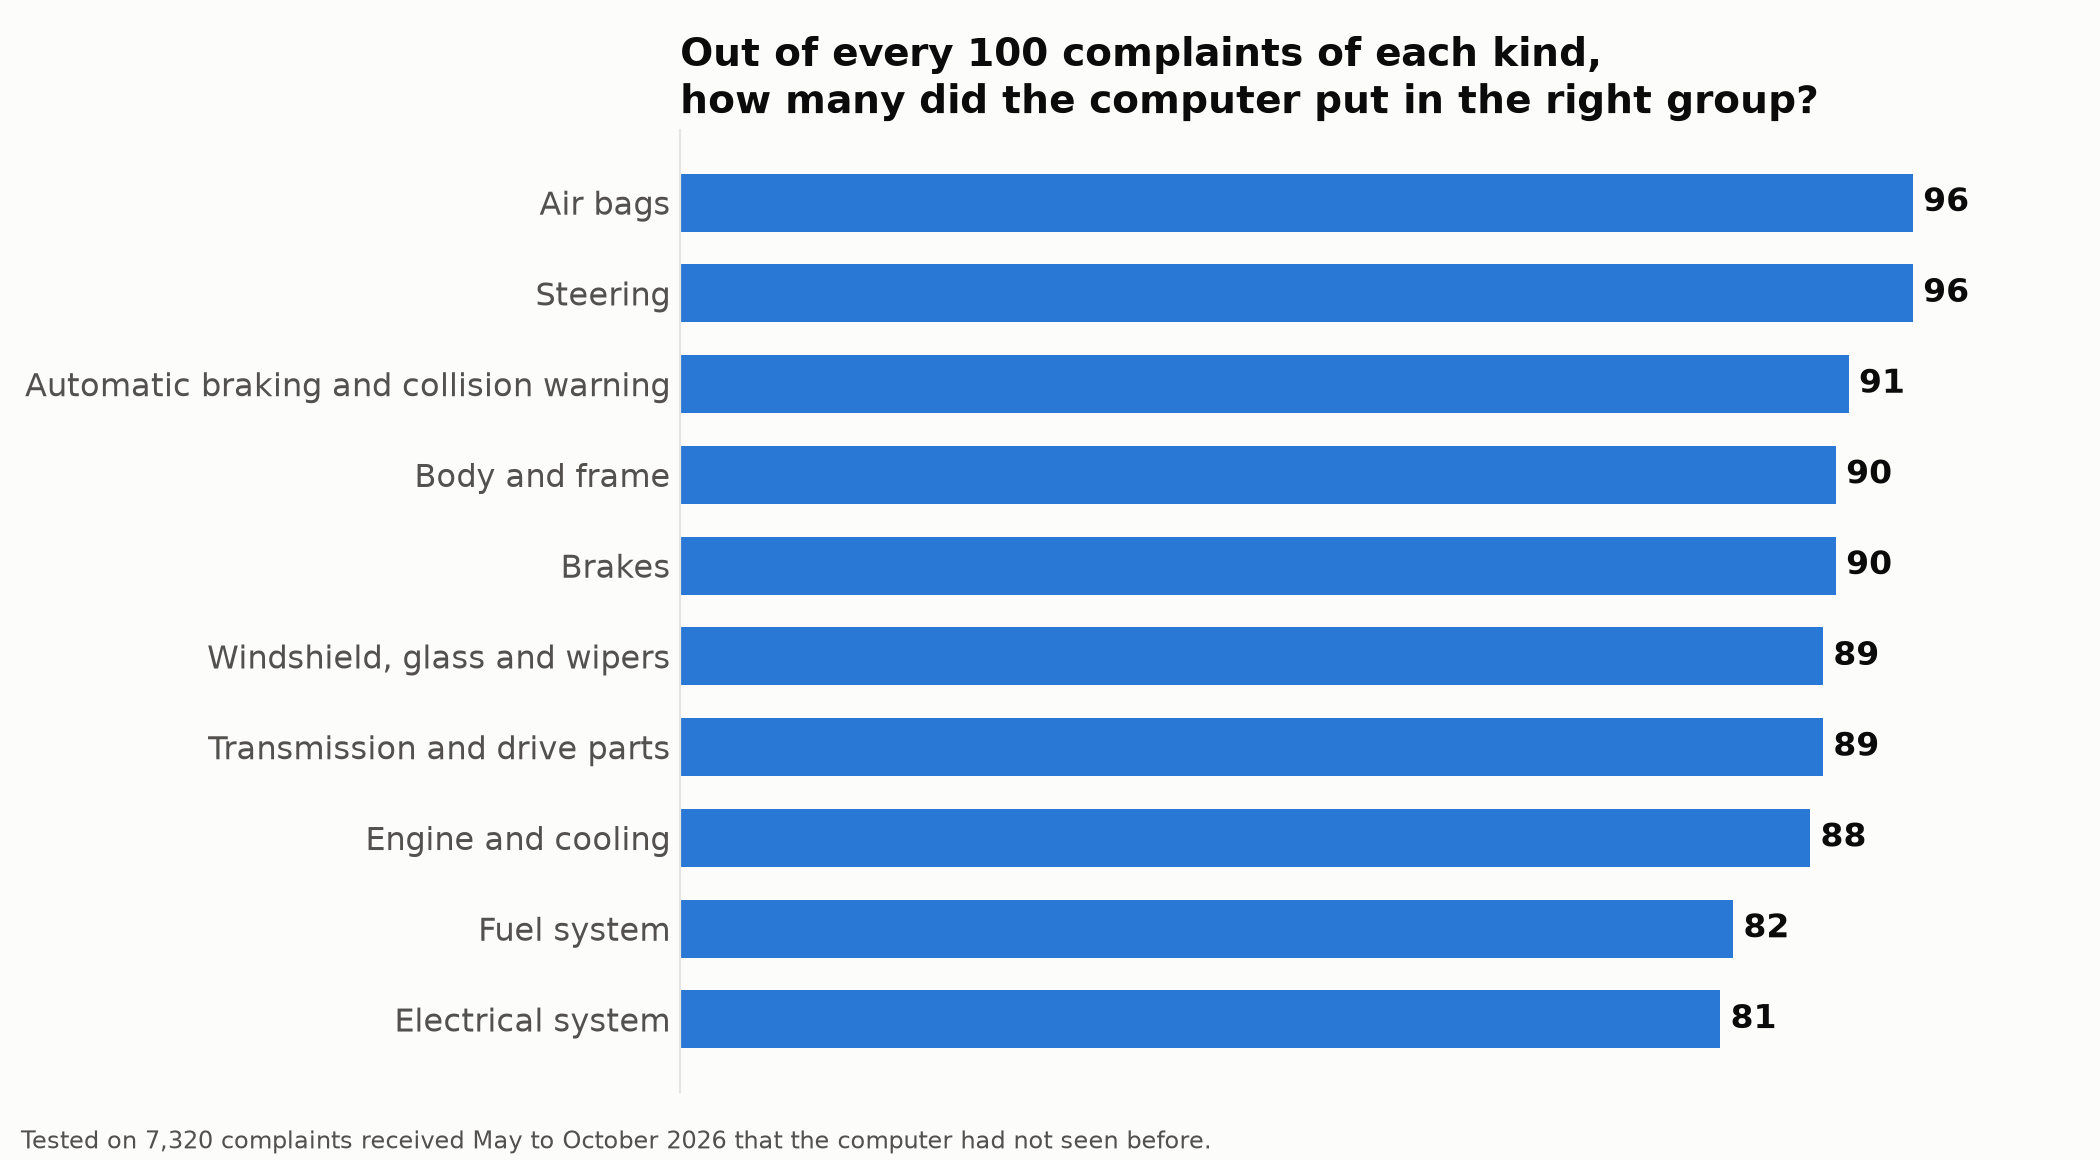 Out of every 100 complaints of each kind,
how many did the computer put in the right group?
Air bags 96
Steering 96
Automatic braking and collision warning 91
Body and frame 90
Brakes 90
Windshield, glass and wipers 89
Transmission and drive parts 89
Engine and cooling 88
Fuel system 82
Electrical system 81
Tested on 7,320 complaints received May to October 2026 that the computer had not seen before.